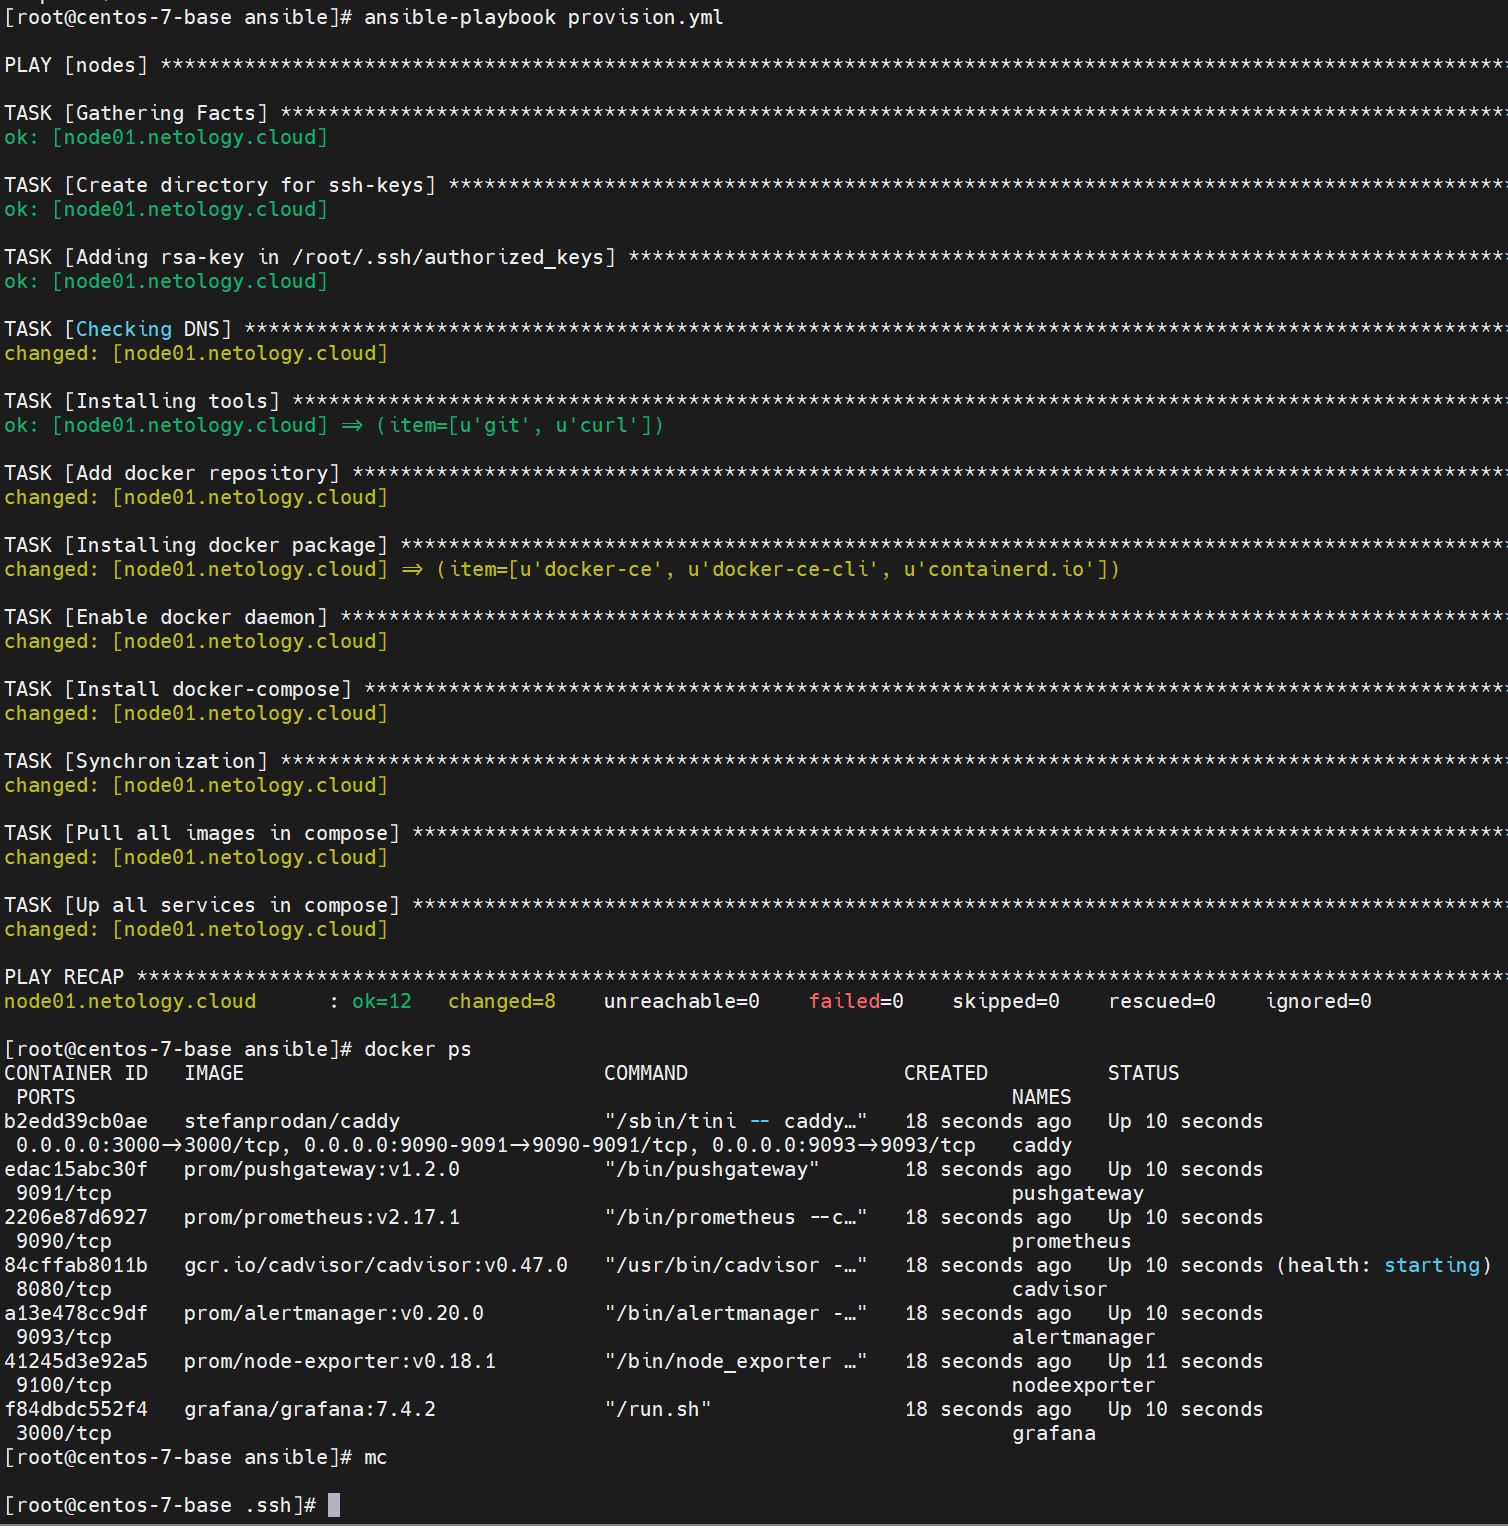 [root@centos-7-base ansible]# ansible-playbook provision.yml
PLAY [nodes] ****************************************************************************************************************
TASK [Gathering Facts] ******************************************************************************************************
ok: [node01.netology.cloud]
TASK [Create directory for ssh-keys] ****************************************************************************************
ok: [node01.netology.cloud]
TASK [Adding rsa-key in /root/.ssh/authorized_keys] *************************************************************************
ok: [node01.netology.cloud]
TASK [Checking DNS] *********************************************************************************************************
changed: [node01.netology.cloud]
TASK [Installing tools] *****************************************************************************************************
ok: [node01.netology.cloud] => (item=[u'git', u'curl'])
TASK [Add docker repository] ************************************************************************************************
changed: [node01.netology.cloud]
TASK [Installing docker package] ********************************************************************************************
changed: [node01.netology.cloud] => (item=[u'docker-ce', u'docker-ce-cli', u'containerd.io'])
TASK [Enable docker daemon] *************************************************************************************************
changed: [node01.netology.cloud]
TASK [Install docker-compose] ***********************************************************************************************
changed: [node01.netology.cloud]
TASK [Synchronization] ******************************************************************************************************
changed: [node01.netology.cloud]
TASK [Pull all images in compose] *******************************************************************************************
changed: [node01.netology.cloud]
TASK [Up all services in compose] *******************************************************************************************
changed: [node01.netology.cloud]
PLAY RECAP ******************************************************************************************************************
node01.netology.cloud      : ok=12   changed=8    unreachable=0    failed=0    skipped=0    rescued=0    ignored=0
[root@centos-7-base ansible]# docker ps
CONTAINER ID   IMAGE                              COMMAND                  CREATED          STATUS
 PORTS                                                                              NAMES
b2edd39cb0ae   stefanprodan/caddy                 "/sbin/tini -- caddy…"   18 seconds ago   Up 10 seconds
 0.0.0.0:3000->3000/tcp, 0.0.0.0:9090-9091->9090-9091/tcp, 0.0.0.0:9093->9093/tcp   caddy
edac15abc30f   prom/pushgateway:v1.2.0            "/bin/pushgateway"       18 seconds ago   Up 10 seconds
 9091/tcp                                                                           pushgateway
2206e87d6927   prom/prometheus:v2.17.1            "/bin/prometheus --c…"   18 seconds ago   Up 10 seconds
 9090/tcp                                                                           prometheus
84cffab8011b   gcr.io/cadvisor/cadvisor:v0.47.0   "/usr/bin/cadvisor -…"   18 seconds ago   Up 10 seconds (health: starting)
 8080/tcp                                                                           cadvisor
a13e478cc9df   prom/alertmanager:v0.20.0          "/bin/alertmanager -…"   18 seconds ago   Up 10 seconds
 9093/tcp                                                                           alertmanager
41245d3e92a5   prom/node-exporter:v0.18.1         "/bin/node_exporter …"   18 seconds ago   Up 11 seconds
 9100/tcp                                                                           nodeexporter
f84dbdc552f4   grafana/grafana:7.4.2              "/run.sh"                18 seconds ago   Up 10 seconds
 3000/tcp                                                                           grafana
[root@centos-7-base ansible]# mc
[root@centos-7-base .ssh]#